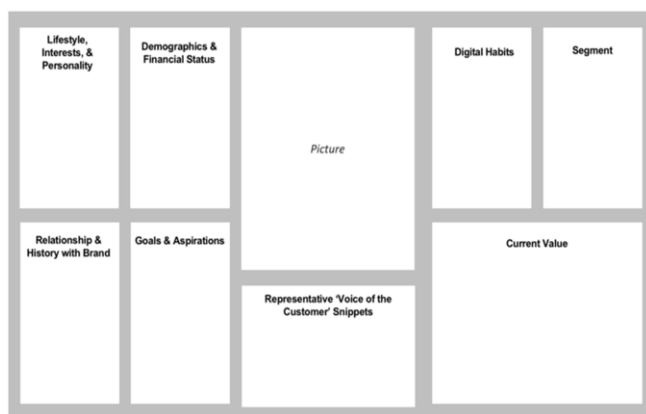 Lifestyle,
Interests, &
Personality
Demographics &
Financial Status
Picture
Digital Habits
Segment
Relationship &
History with Brand
Goals & Aspirations
Representative ‘Voice of the
Customer’ Snippets
Current Value